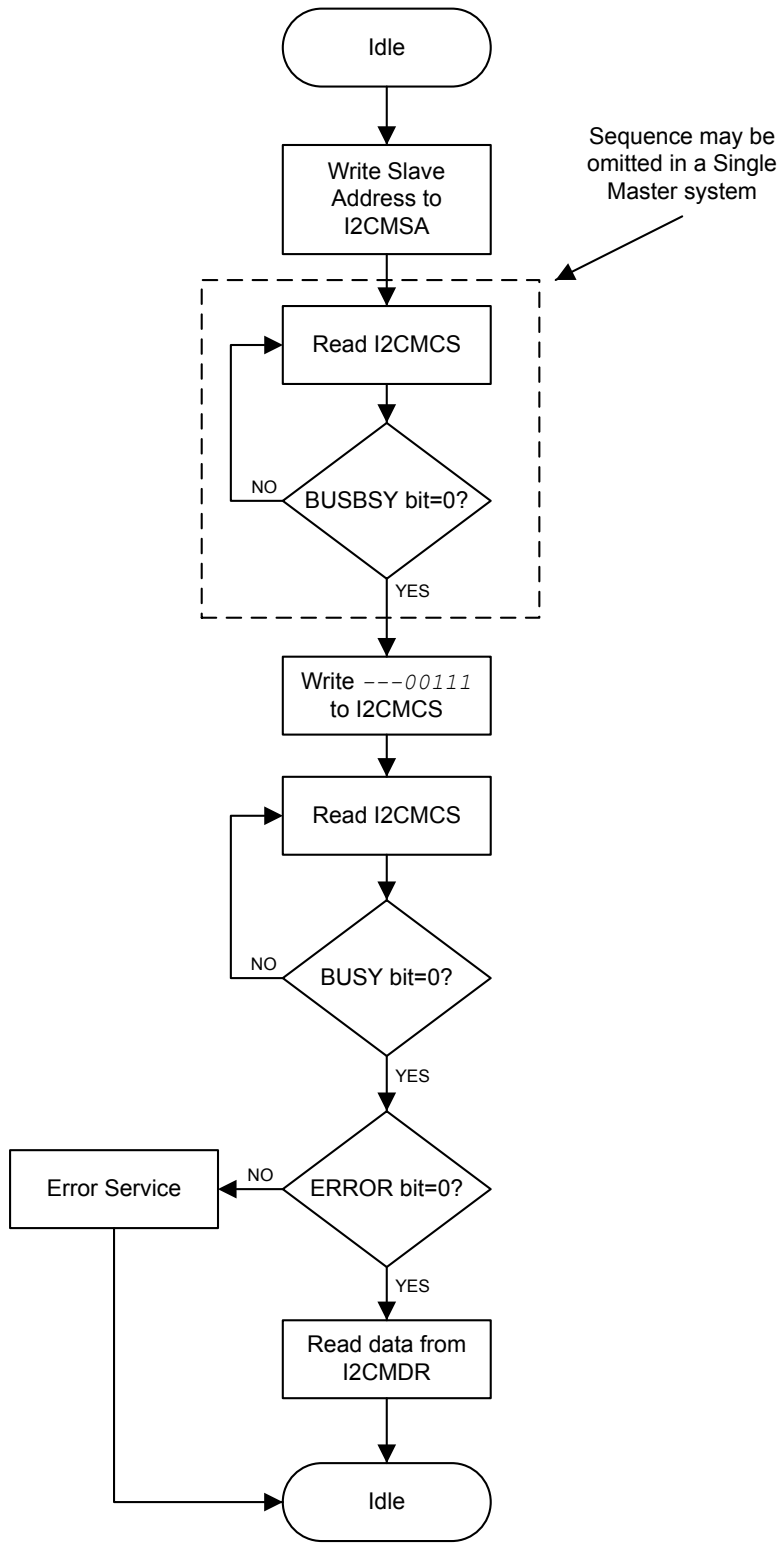 Idle
Sequence may be
omitted in a Single
Master system
Write Slave
Address to
I2CMSA
Read I2CMCS
NO
BUSBSY bit=0?
YES
Write ---00111
to I2CMCS
Read I2CMCS
NO
BUSY bit=0?
YES
Error Service
NO
ERROR bit=0?
YES
Read data from
I2CMDR
Idle